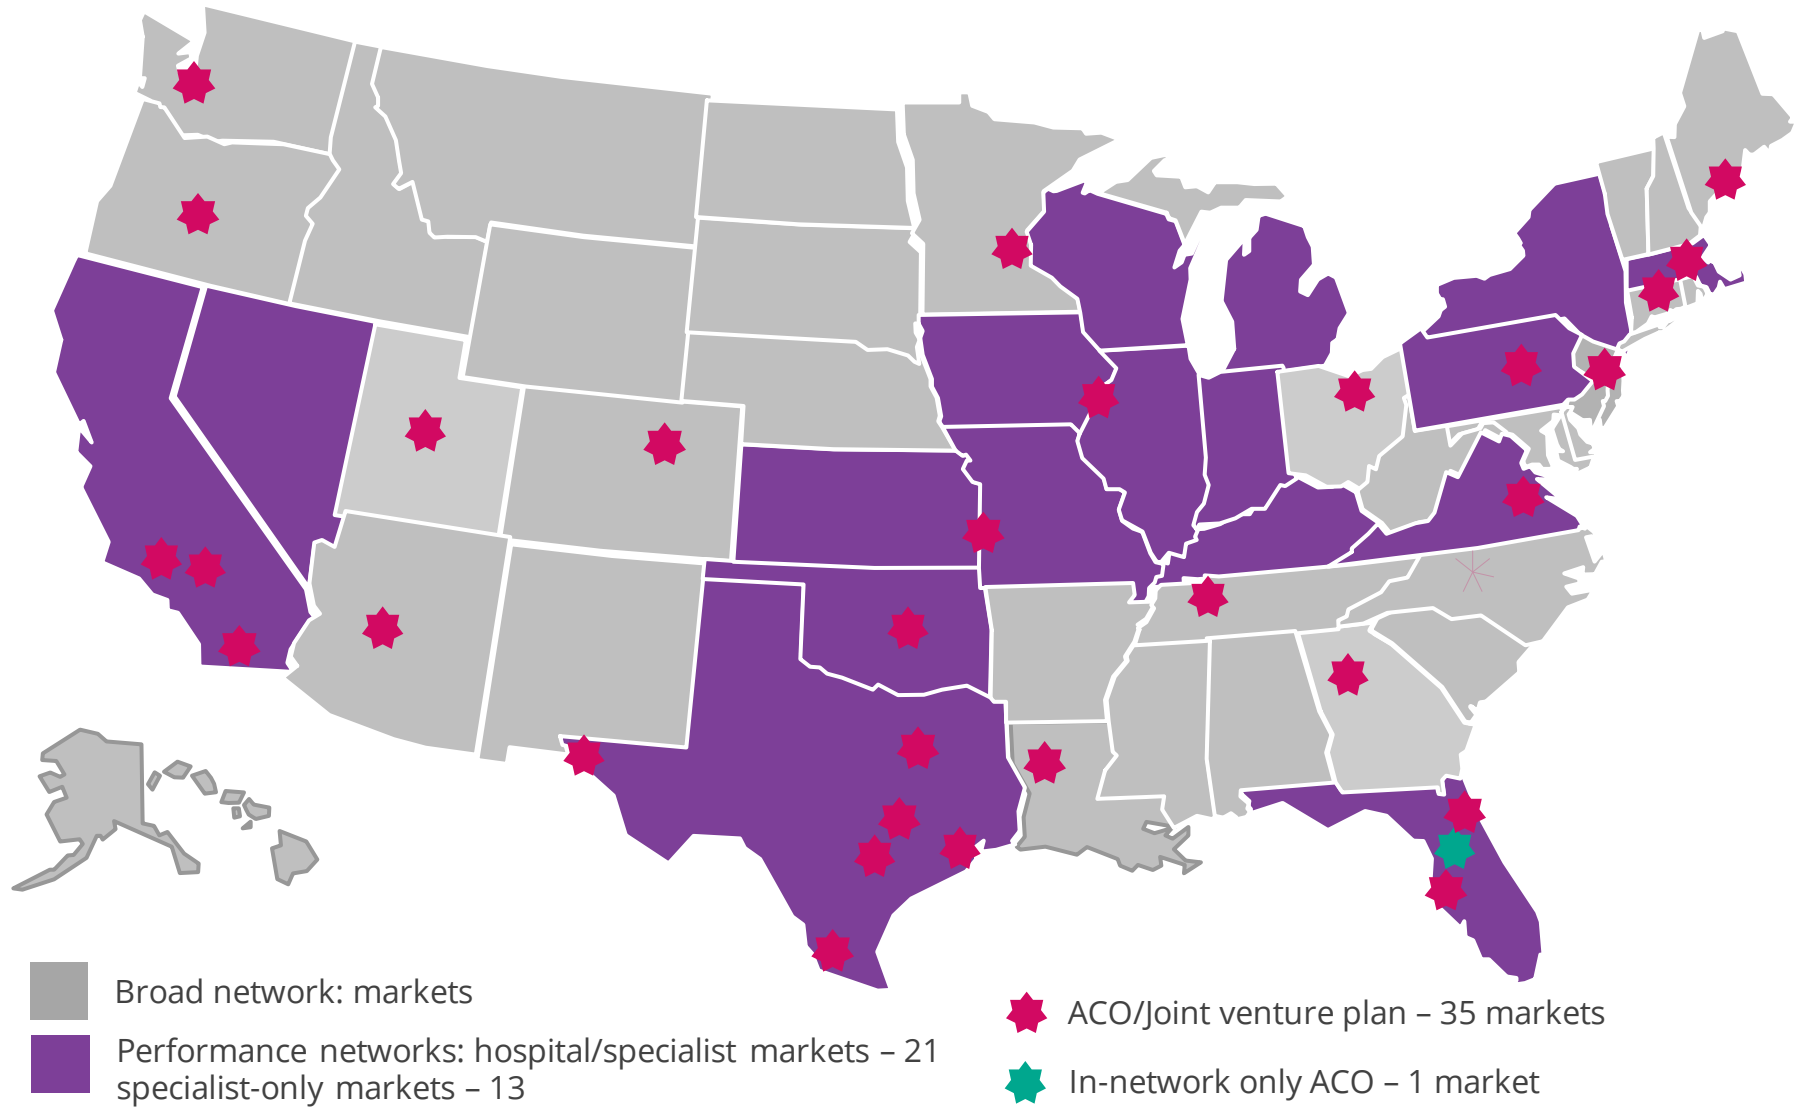 Broad network: markets
Performance networks: hospital/specialist markets – 21
specialist-only markets – 13
ACO/Joint venture plan – 35 markets
In-network only ACO – 1 market